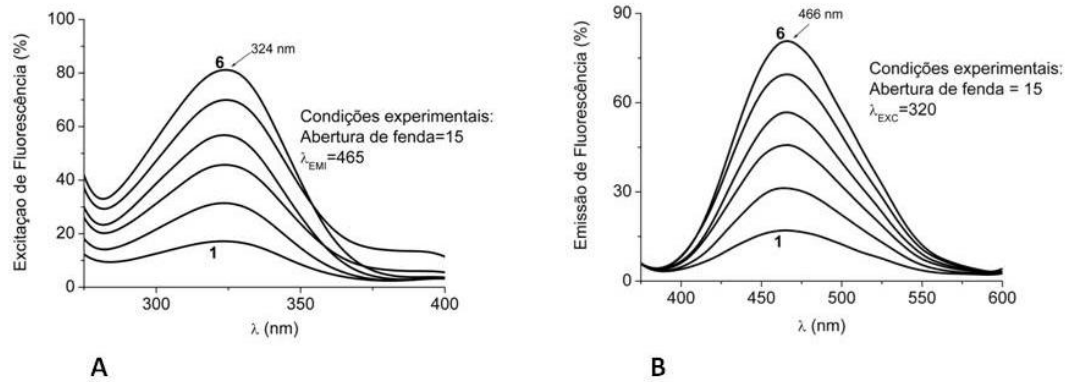 Excitaçao de Fluorescência (%)
100
80
60
40
20
0
300
350
400
λ (nm)
6
324 nm
Condições experimentais:
Abertura de fenda=15
λEMI=465
1
A
Emissão de Fluorescência (%)
90
60
30
0
400
450
500
550
600
λ (nm)
6
466 nm
Condições experimentais:
Abertura de fenda = 15
λEXC=320
1
B